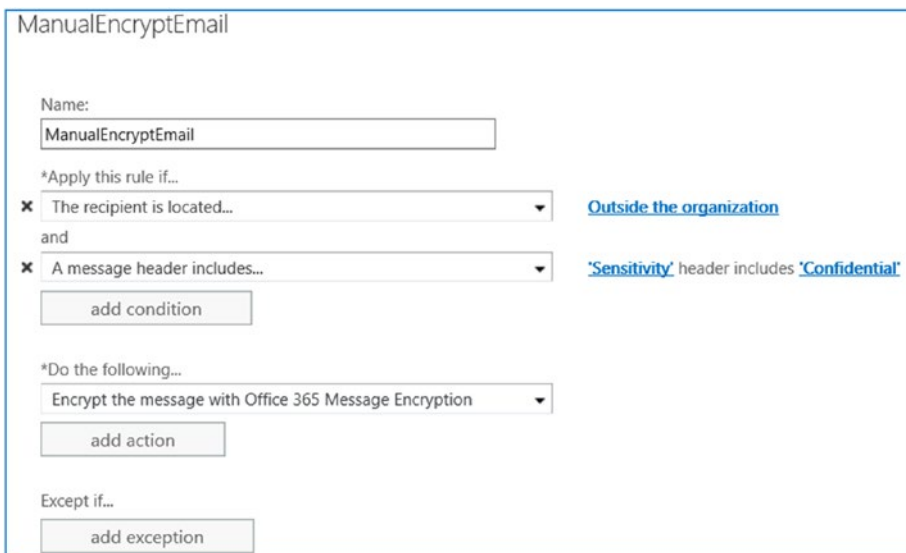 ManualEncryptEmail
Name:
ManualEncryptEmail
*Apply this rule if...
The recipient is located... Outside the organization
and
A message header includes... 'Sensitivity' header includes 'Confidential'
add condition
*Do the following...
Encrypt the message with Office 365 Message Encryption
add action
Except if...
add exception